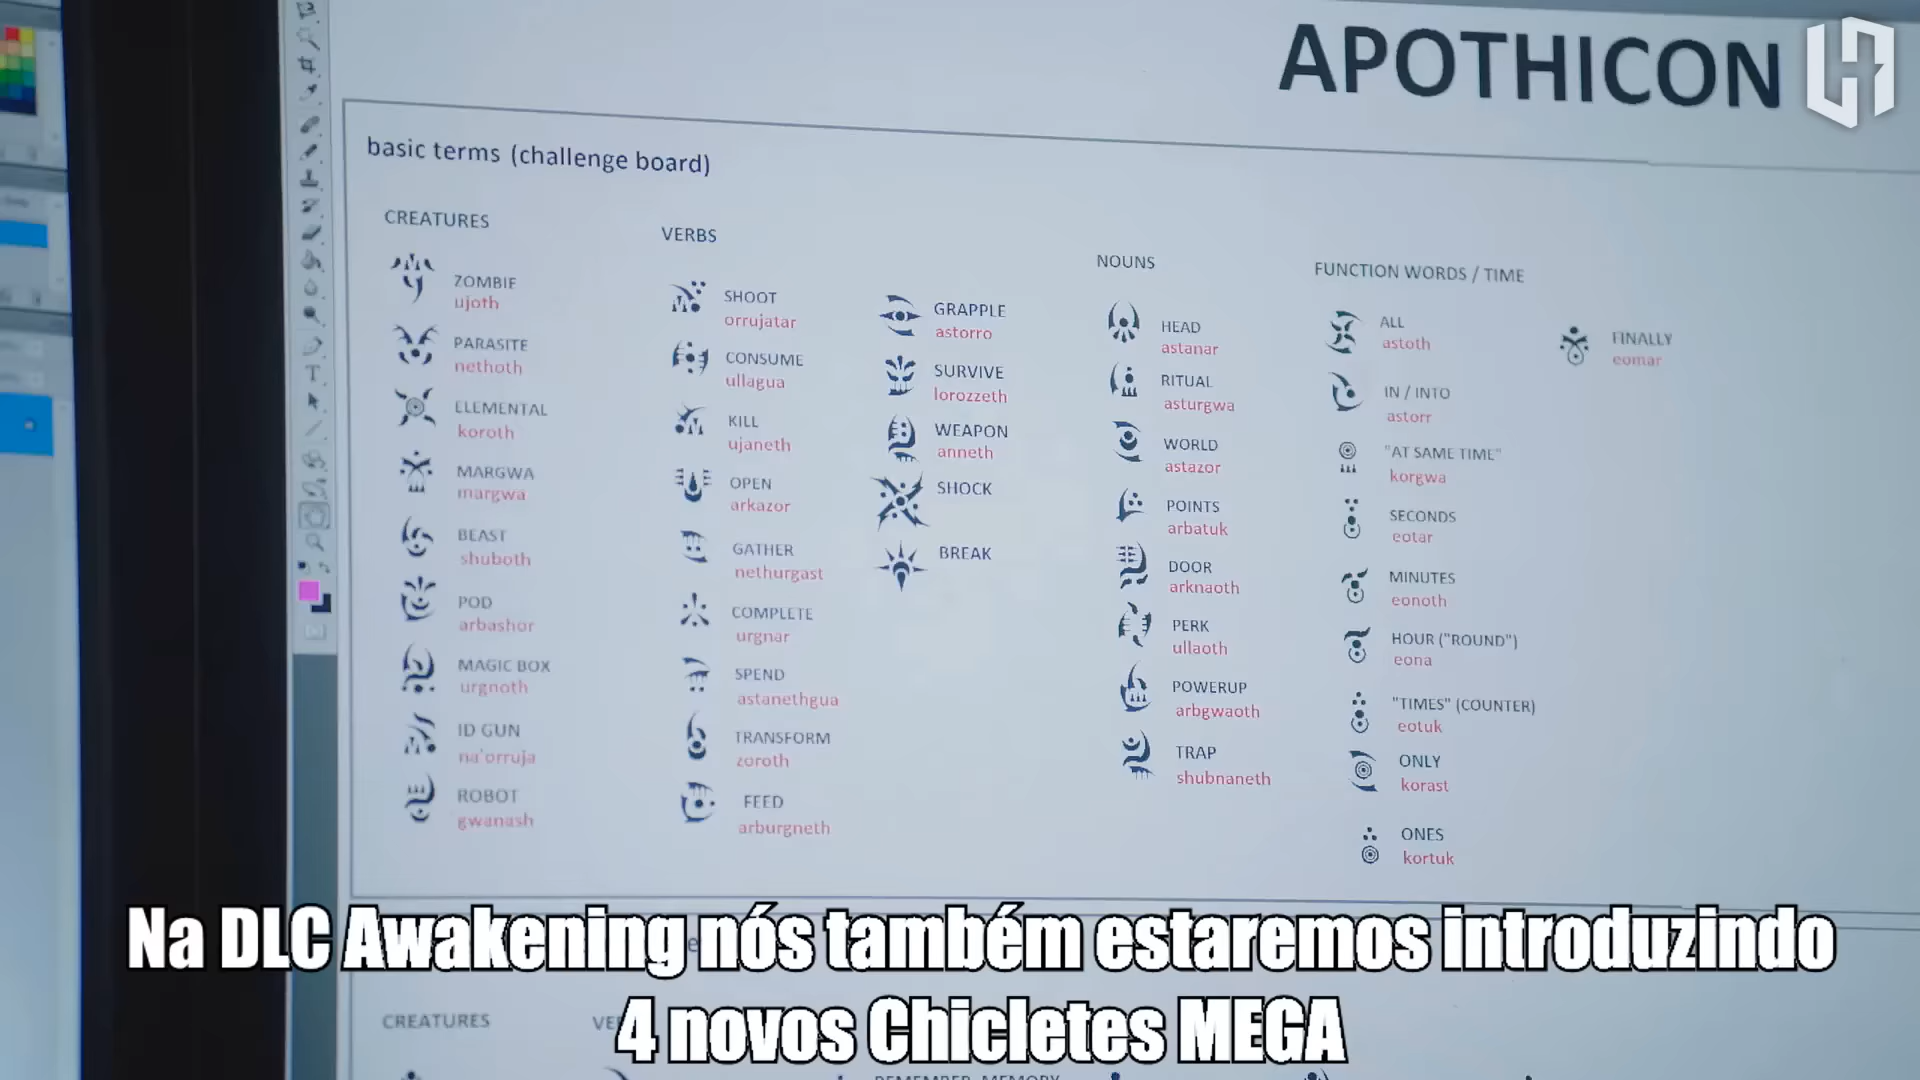 APOTHICON
basic terms (challenge board)
CREATURES
ZOMBIE
ujoth
PARASITE
nethoth
ELEMENTAL
koroth
MARGWA
margwa
BEAST
shuboth
POD
arbashor
MAGIC BOX
urgnoth
ID GUN
na'orruja
ROBOT
gwanash
VERBS
SHOOT
orrujatar
CONSUME
ullagua
KILL
ujaneth
OPEN
arkazor
GATHER
nethurgast
COMPLETE
urgnar
SPEND
astanethgua
TRANSFORM
zoroth
FEED
arburgneth
GRAPPLE
astorro
SURVIVE
lorozzeth
WEAPON
anneth
SHOCK
BREAK
NOUNS
HEAD
astanar
RITUAL
asturgwa
WORLD
astazor
POINTS
arbatuk
DOOR
arknaoth
PERK
ullaoth
POWERUP
arbgwaoth
TRAP
shubnaneth
FUNCTION WORDS / TIME
ALL
astoth
IN / INTO
astorr
"AT SAME TIME"
korgwa
SECONDS
eotar
MINUTES
eonoth
HOUR ("ROUND")
eona
"TIMES" (COUNTER)
eotuk
ONLY
korast
ONES
kortuk
FINALLY
eomar
Na DLC Awakening nós também estaremos introduzindo
4 novos Chicletes MEGA
CREATURES